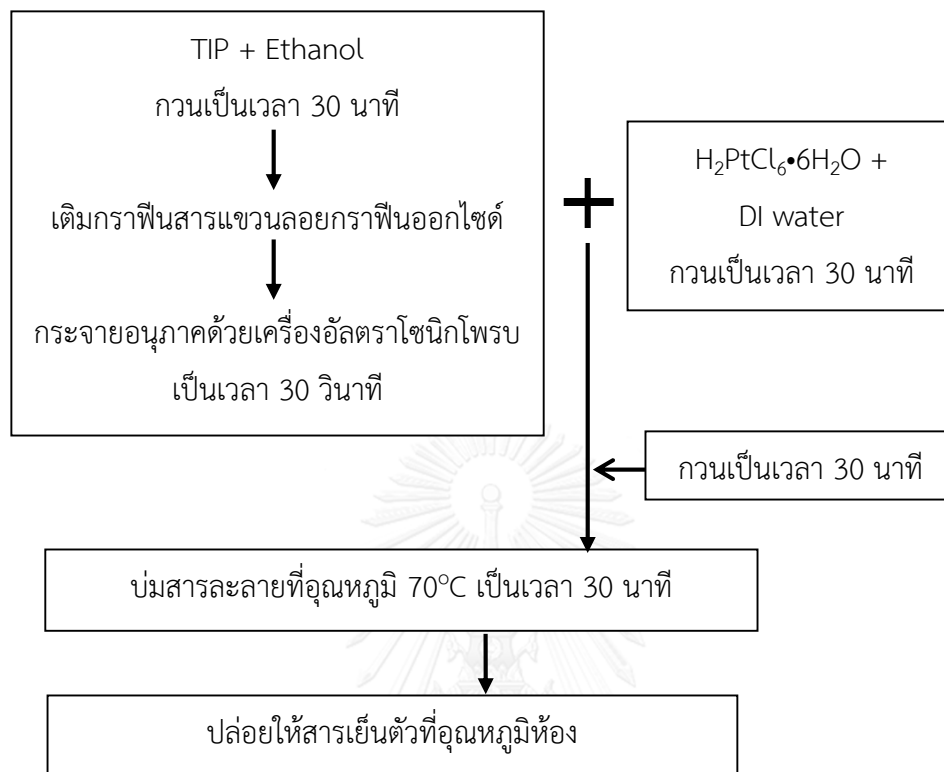 TIP + Ethanol
กวนเป็นเวลา 30 นาที
เติมกราฟีนสารแขวนลอยกราฟีนออกไซด์
กระจายอนุภาคด้วยเครื่องอัลตราโซนิกโพรบ
เป็นเวลา 30 วินาที
+
H₂PtCl₆•6H₂O +
DI water
กวนเป็นเวลา 30 นาที
กวนเป็นเวลา 30 นาที
บ่มสารละลายที่อุณหภูมิ 70°C เป็นเวลา 30 นาที
ปล่อยให้สารเย็นตัวที่อุณหภูมิห้อง